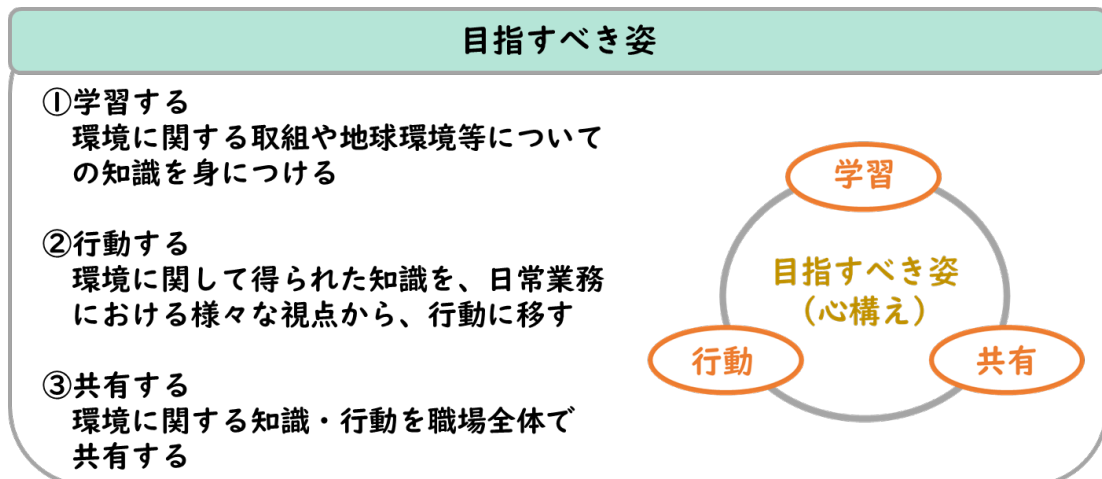 目指すべき姿
①学習する
環境に関する取組や地球環境等について
の知識を身につける
②行動する
環境に関して得られた知識を、日常業務
における様々な視点から、行動に移す
③共有する
環境に関する知識・行動を職場全体で
共有する
学習
目指すべき姿
（心構え）
行動
共有